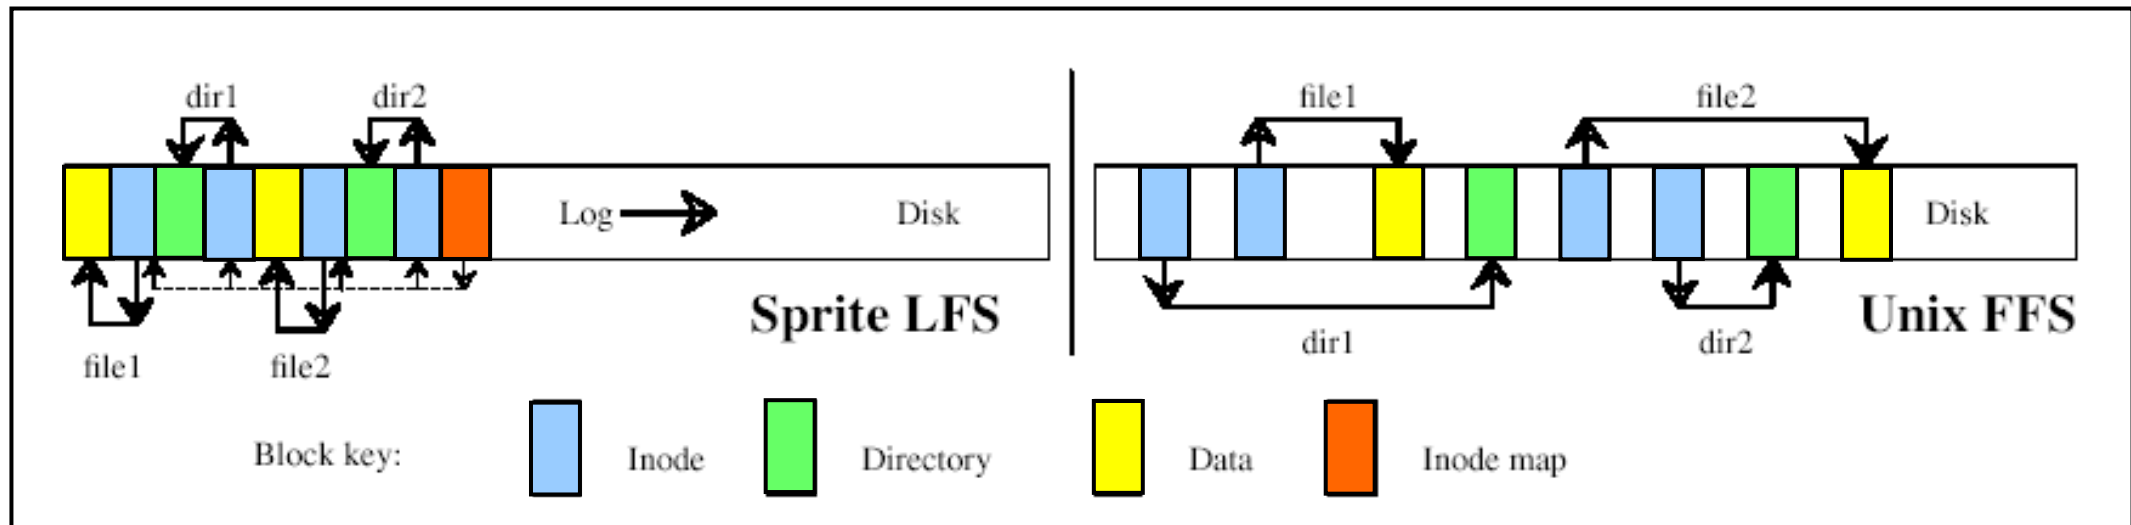 dir1 dir2
Log Disk
Sprite LFS
file1 file2
file1 file2
Disk
Unix FFS
dir1 dir2
Block key: Inode Directory Data Inode map